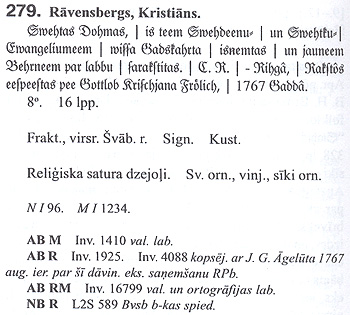 279. Rāvensbergs, Kristiāns.
Swehtas Dohmas, | is teem Swehdeenu- | un Swehtku- |
Ewangeliumeem | wissa Gadskahrta | isnemtas | un jauneem
Behrneem par labbu | sarakstitas. | C. R. | - Rihgâ, | Rakstôs
eespeestas pee Gottlob Krischjana Frölich, | 1767 Gaddâ.
8°. 16 lpp.
Frakt., virsr. Švāb. r. Sign. Kust.
Reliģiska satura dzejoļi. Sv. orn., vinj., sīki orn.
N I 96. M I 1234.
AB M Inv. 1410 val. lab.
AB R Inv. 1925. Inv. 4088 kopsēj. ar J. G. Āgelūta 1767
aug. ier. par šī dāvin. eks. saņemšanu RPb.
AB RM Inv. 16799 val. un ortogrāfijas lab.
NB R L2S 589 Bvsb b-kas spied.